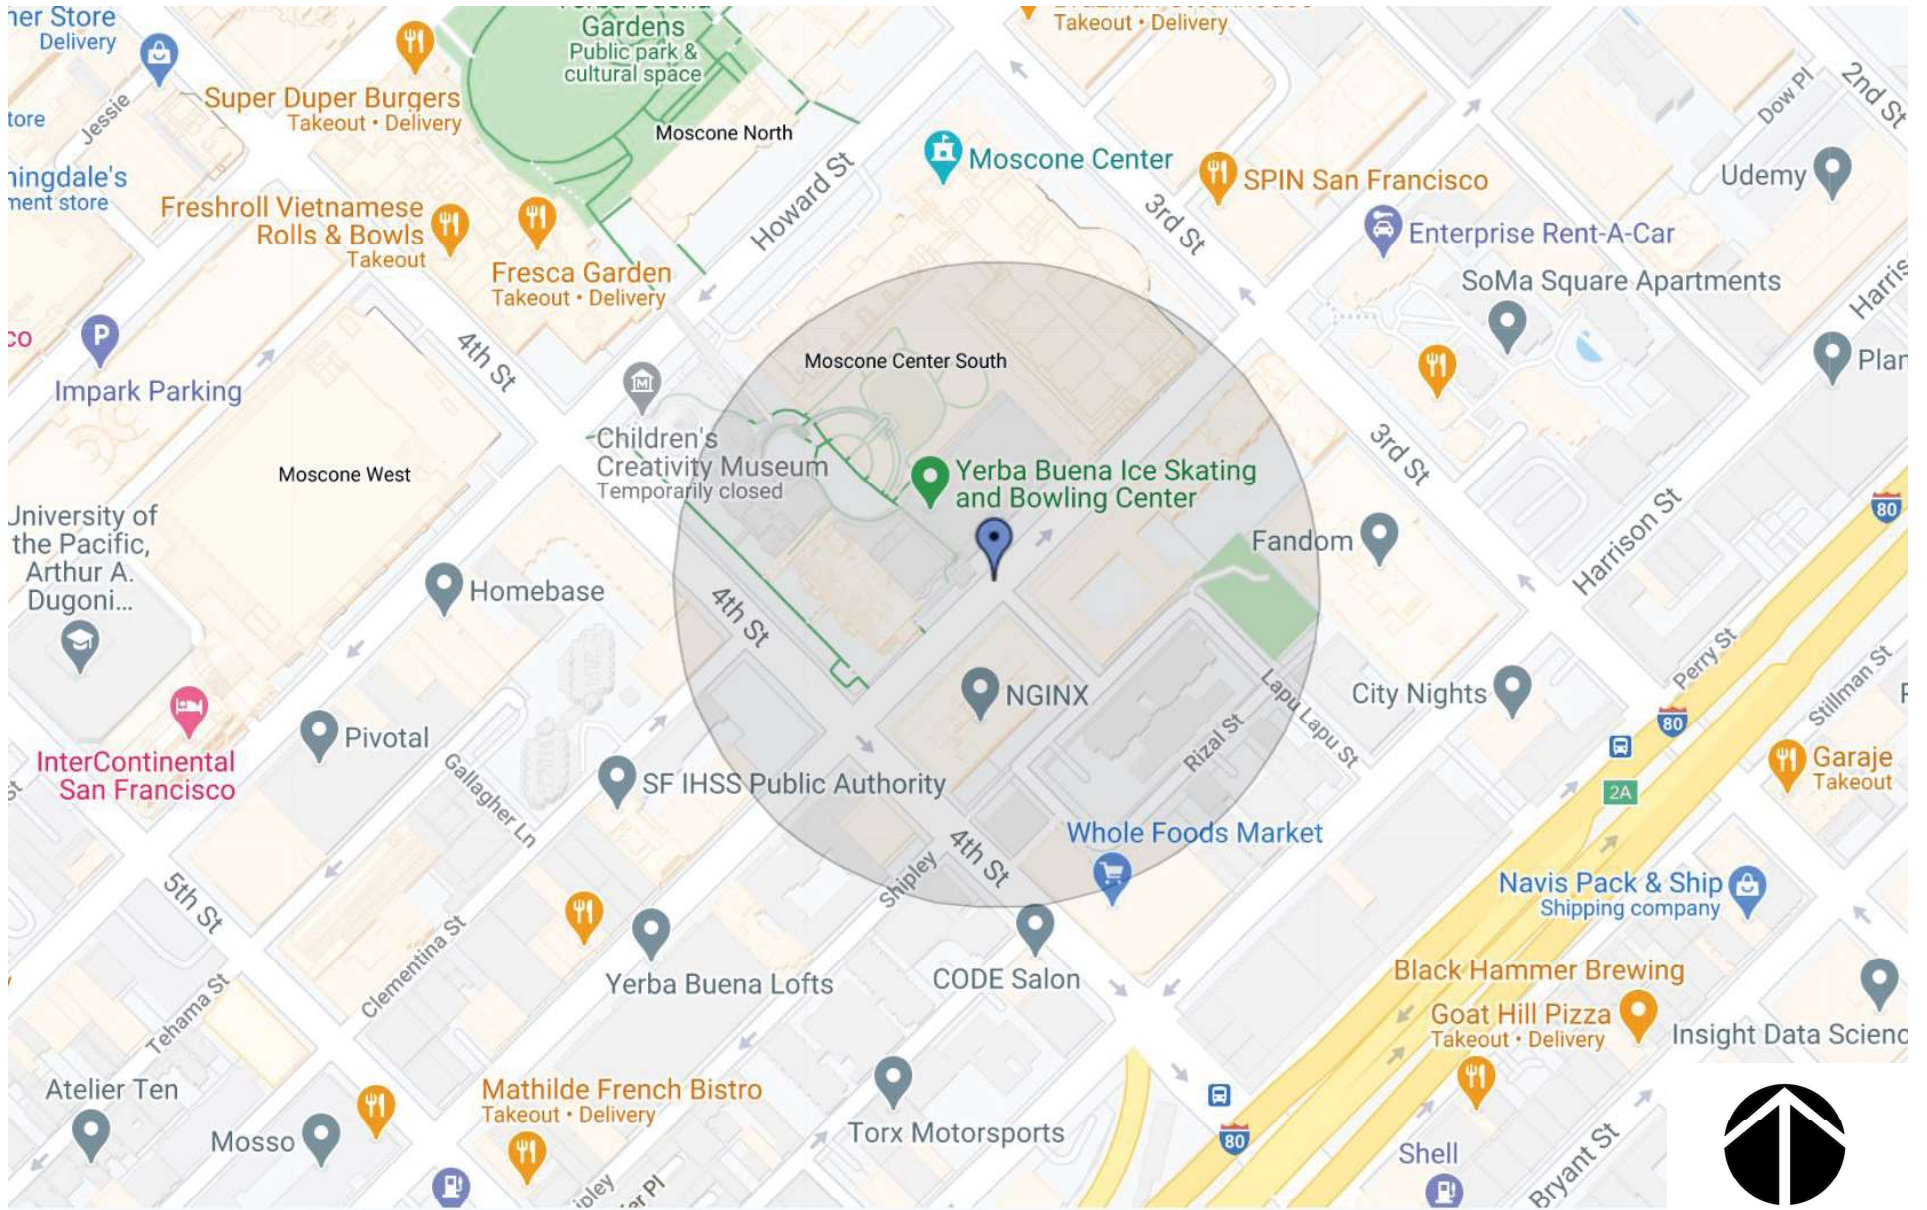 ner Store
Delivery
Jessie
tore
ningdale's
ment store
Super Duper Burgers
Takeout • Delivery
Gardens
Public park &
cultural space
Moscone North
Takeout • Delivery
Dow Pl
2nd St
Udemy
Howard St
Moscone Center
3rd St
SPIN San Francisco
Enterprise Rent-A-Car
SoMa Square Apartments
Harris
Plan
Freshroll Vietnamese
Rolls & Bowls
Takeout
Fresca Garden
Takeout • Delivery
co
P
Impark Parking
4th St
Moscone Center South
M
Children's
Creativity Museum
Temporarily closed
Moscone West
Yerba Buena Ice Skating
and Bowling Center
3rd St
Fandom
Harrison St
80
University of
the Pacific,
Arthur A.
Dugoni...
Homebase
4th St
NGINX
Lapu Lapu St
Rizal St
City Nights
Perry St
80
Stillman St
2A
Garaje
Takeout
InterContinental
San Francisco
St
Pivotal
Gallagher Ln
SF IHSS Public Authority
Whole Foods Market
Shipley
4th St
5th St
Clementina St
Tehama St
Yerba Buena Lofts
CODE Salon
Navis Pack & Ship
Shipping company
Black Hammer Brewing
Goat Hill Pizza
Takeout • Delivery
Insight Data Scienc
Atelier Ten
Mosso
Mathilde French Bistro
Takeout • Delivery
Torx Motorsports
80
Shell
Bryant St
ipley